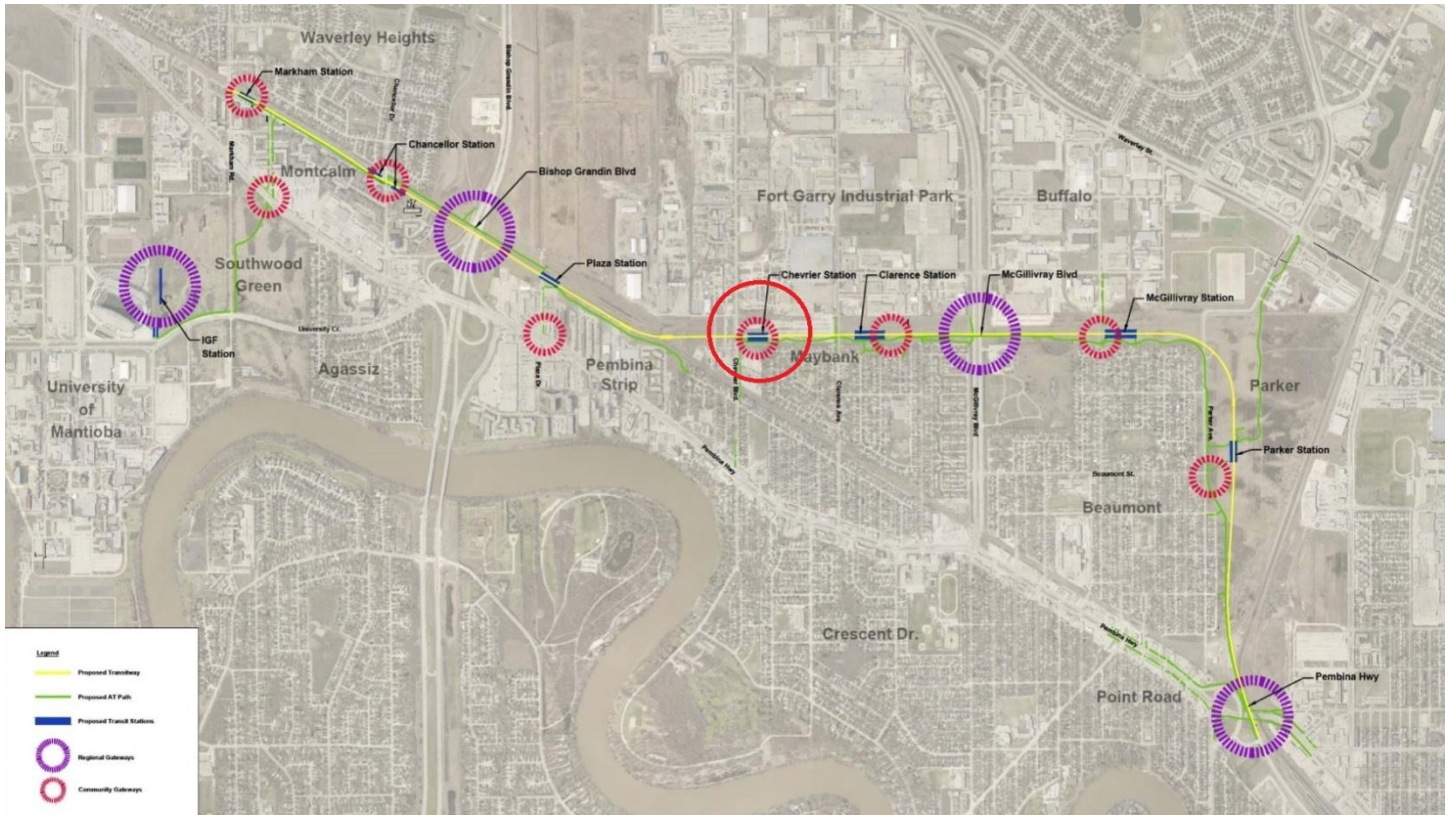 Waverley Heights
Markham Station
Bishop Grandin Blvd.
Chancellor Dr.
Chancellor Station
Markham Rd.
Montcalm
Bishop Grandin Blvd
Waverley St.
Fort Garry Industrial Park
Buffalo
Southwood
Green
Plaza Station
Chevrier Station
Clarence Station
McGillivray Blvd
McGillivray Station
University Cr.
IGF
Station
Agassiz
Pembina
Strip
Plaza Dr.
Chevrier Blvd.
Maybank
Clarence Ave.
McGillivray Blvd
Parker Ave.
Parker
University
of
Mantioba
Pembina Hwy
Beaumont St.
Parker Station
Beaumont
Crescent Dr.
Pembina Hwy
Point Road
Pembina Hwy
Legend
Proposed Transitway
Proposed AT Path
Proposed Transit Stations
Regional Gateways
Community Gateways